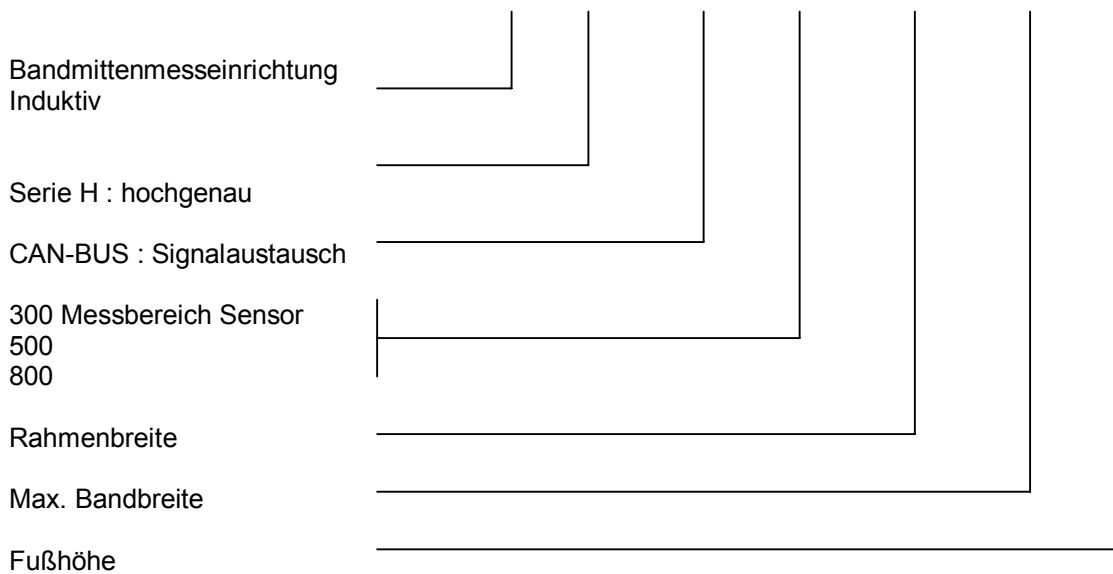 Bandmittenmesseinrichtung
Induktiv
Serie H : hochgenau
CAN-BUS : Signalaustausch
300 Messbereich Sensor
500
800
Rahmenbreite
Max. Bandbreite
Fußhöhe